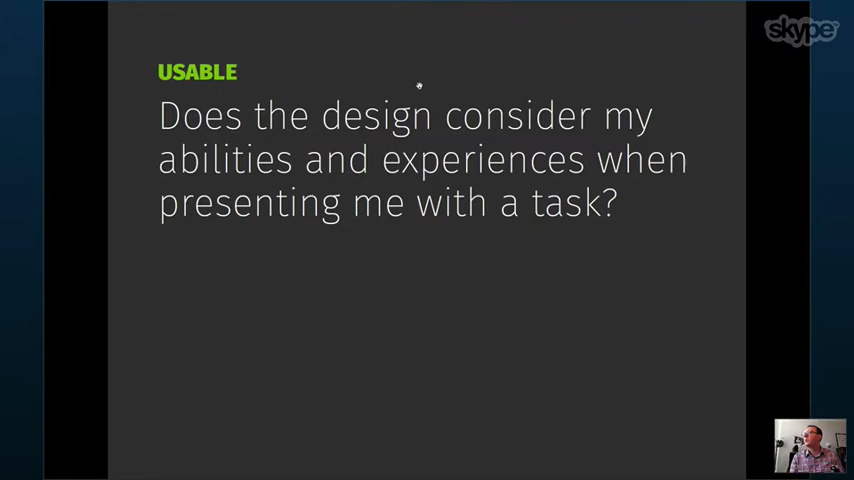 skype
USABLE
Does the design consider my
abilities and experiences when
presenting me with a task?